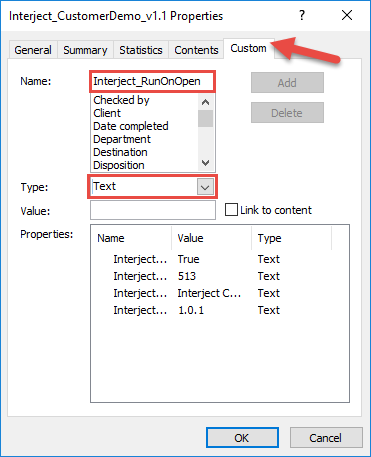 Interject_CustomerDemo_v1.1 Properties ? ×
General Summary Statistics Contents Custom
Name: Interject_RunOnOpen Add
Checked by
Client Delete
Date completed
Department
Destination
Disposition
Type: Text
Value: Link to content
Properties: Name Value Type
Interject... True Text
Interject... 513 Text
Interject... Interject C... Text
Interject... 1.0.1 Text
OK Cancel